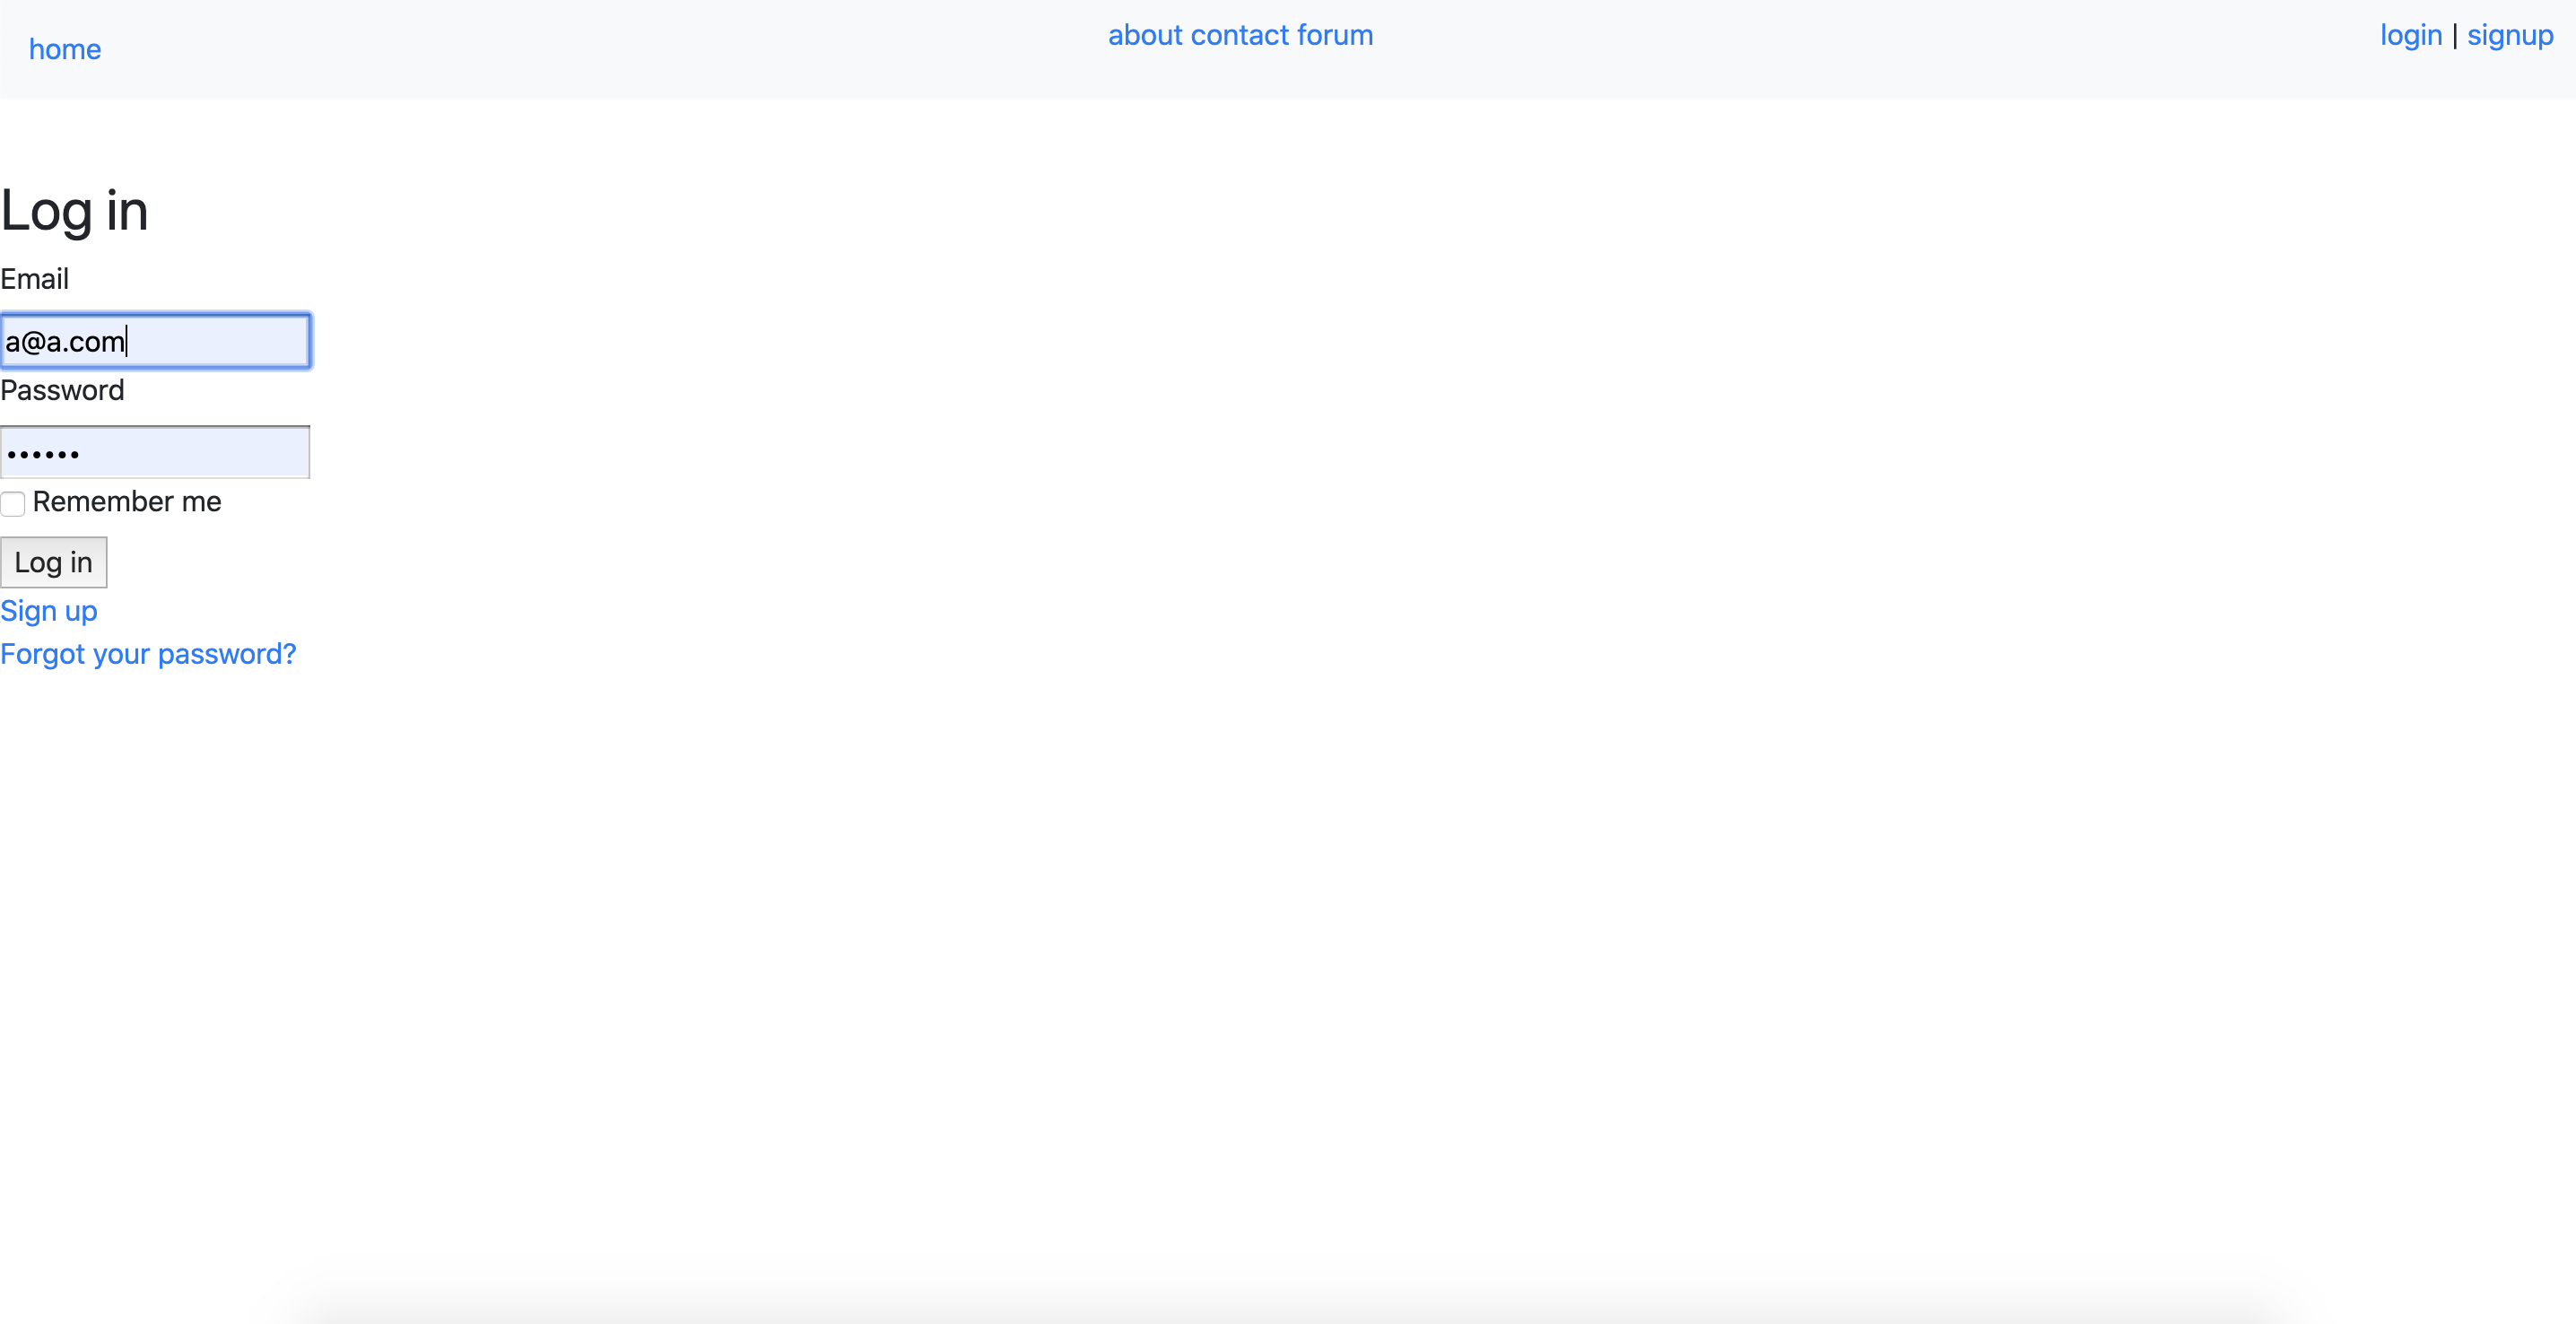 home about contact forum login | signup
Log in
Email
a@a.com
Password
••••••
Remember me
Log in
Sign up
Forgot your password?